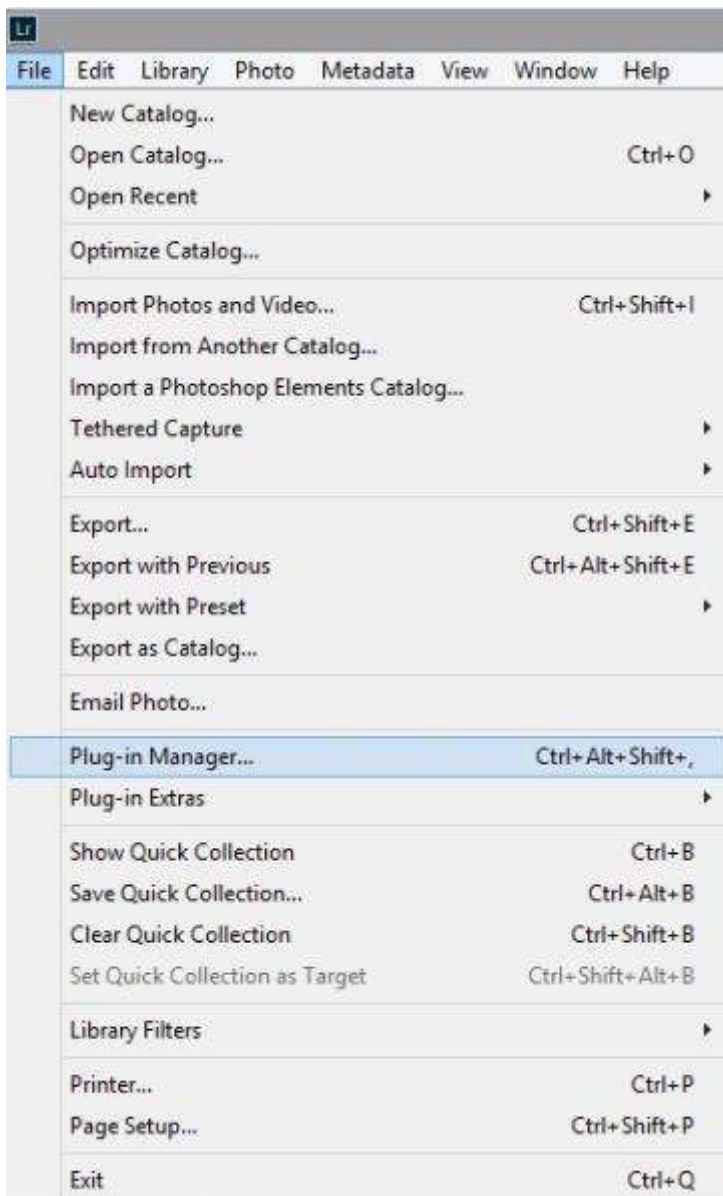 Lr
File Edit Library Photo Metadata View Window Help
New Catalog...
Open Catalog... Ctrl+O
Open Recent
Optimize Catalog...
Import Photos and Video... Ctrl+Shift+I
Import from Another Catalog...
Import a Photoshop Elements Catalog...
Tethered Capture
Auto Import
Export... Ctrl+Shift+E
Export with Previous Ctrl+Alt+Shift+E
Export with Preset
Export as Catalog...
Email Photo...
Plug-in Manager... Ctrl+Alt+Shift+,
Plug-in Extras
Show Quick Collection Ctrl+B
Save Quick Collection... Ctrl+Alt+B
Clear Quick Collection Ctrl+Shift+B
Set Quick Collection as Target Ctrl+Shift+Alt+B
Library Filters
Printer... Ctrl+P
Page Setup... Ctrl+Shift+P
Exit Ctrl+Q